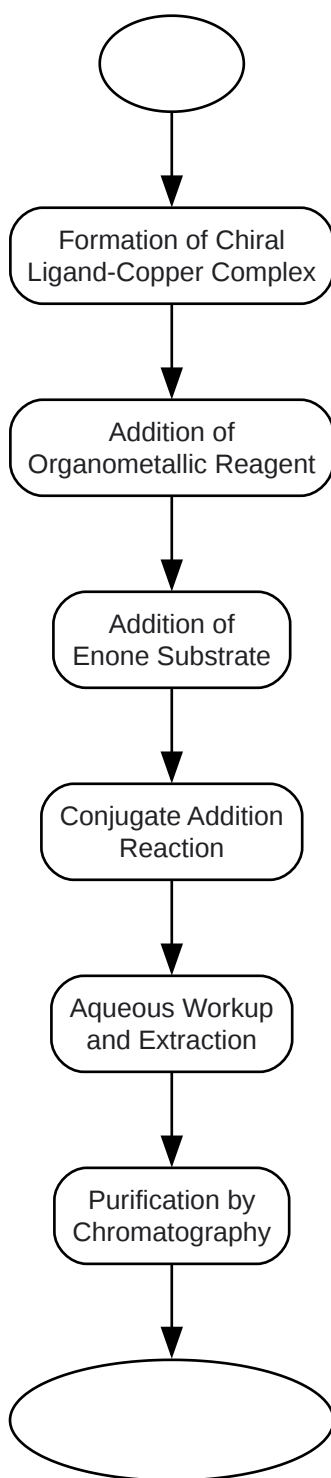 Formation of Chiral
Ligand-Copper Complex
Addition of
Organometallic Reagent
Addition of
Enone Substrate
Conjugate Addition
Reaction
Aqueous Workup
and Extraction
Purification by
Chromatography